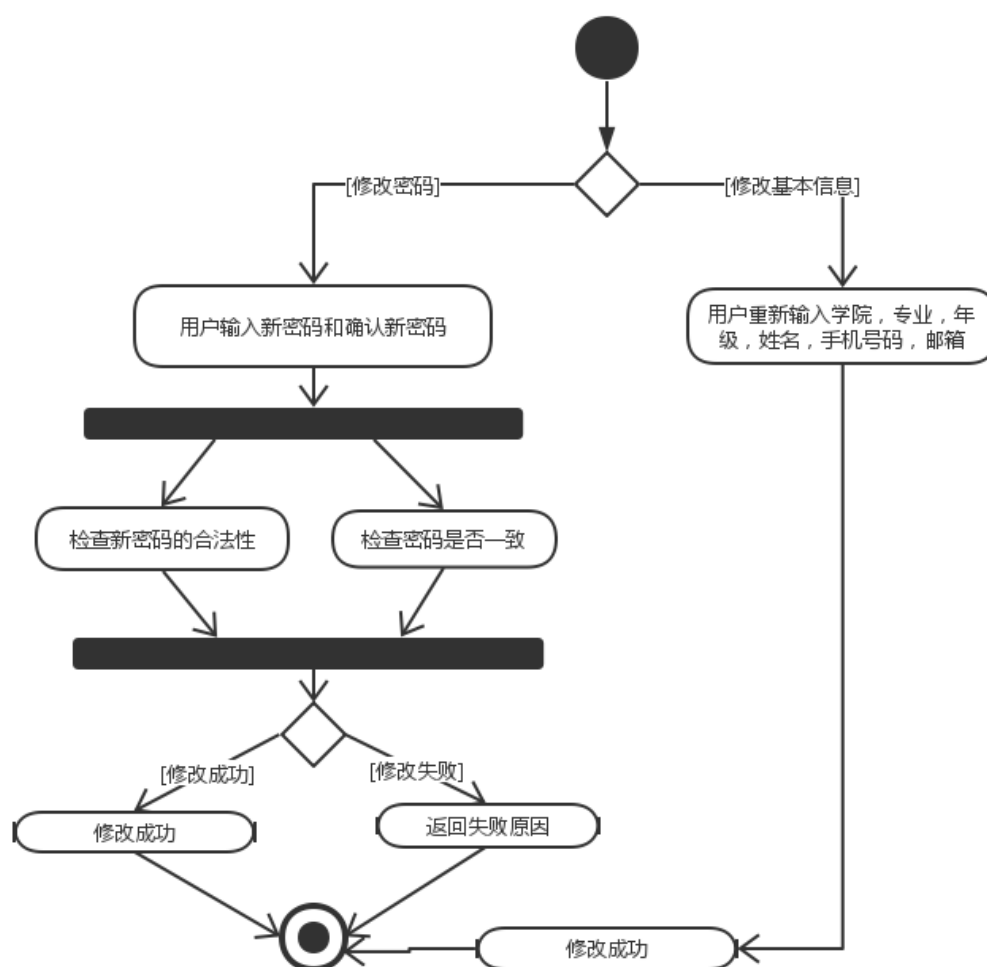 [修改密码]
[修改基本信息]
用户输入新密码和确认新密码
用户重新输入学院，专业，年
级，姓名，手机号码，邮箱
检查新密码的合法性
检查密码是否一致
[修改成功]
[修改失败]
修改成功
返回失败原因
修改成功